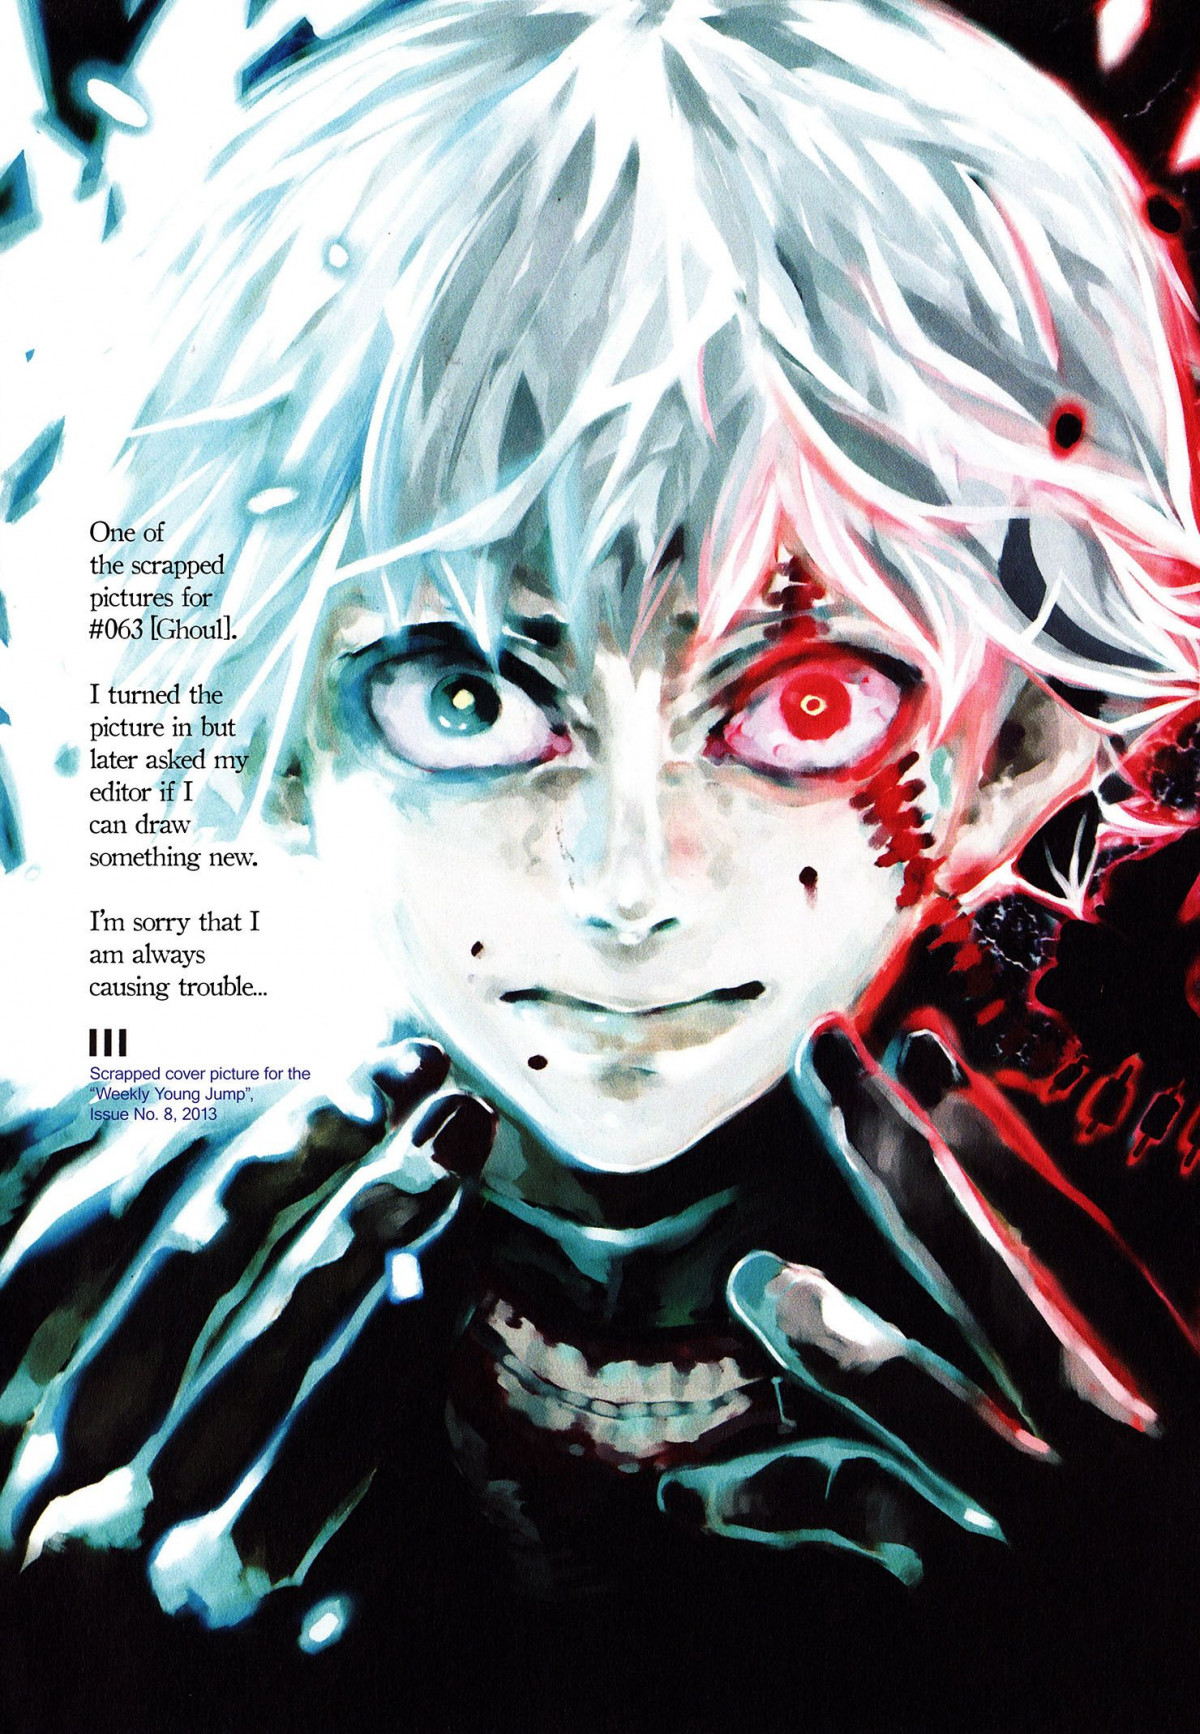 One of
the scrapped
pictures for
#063 [Ghoul].
I turned the
picture in but
later asked my
editor if I
can draw
something new.
I'm sorry that I
am always
causing trouble...
III
Scrapped cover picture for the
“Weekly Young Jump”,
Issue No. 8, 2013